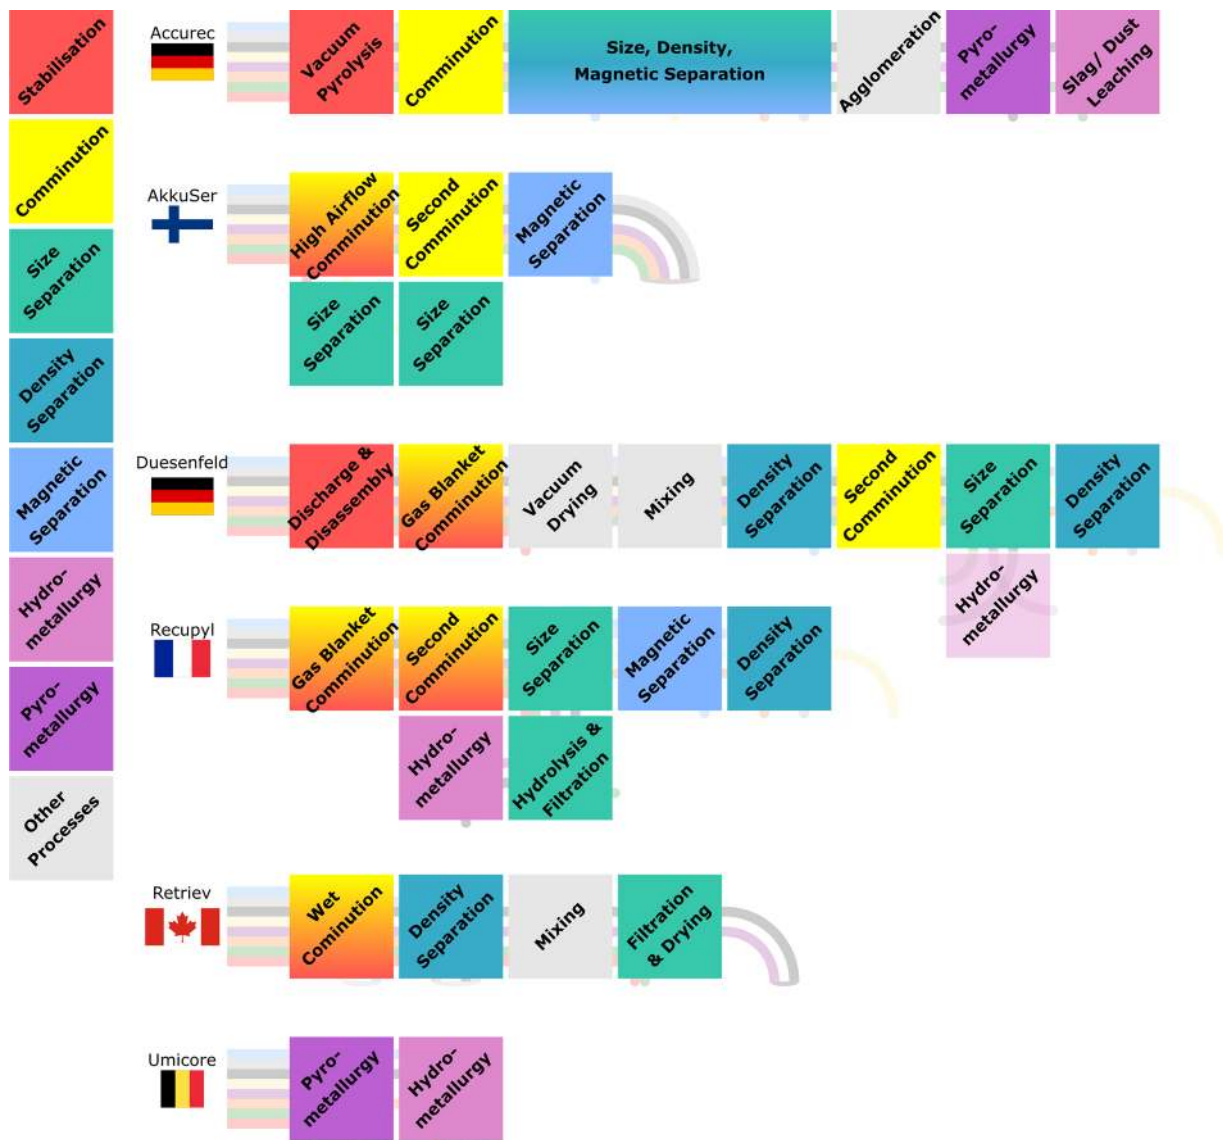 Stabilisation
Comminution
Size
Separation
Density
Separation
Magnetic
Separation
Hydro-
metallurgy
Pyro-
metallurgy
Other
Processes
Accurec
Vacuum
Pyrolysis
Comminution
Size, Density,
Magnetic Separation
Agglomeration
Pyro-
metallurgy
Slag/ Dust
Leaching
AkkuSer
High Airflow
Comminution
Second
Comminution
Magnetic
Separation
Size
Separation
Size
Separation
Duesenfeld
Discharge &
Disassembly
Gas Blanket
Comminution
Vacuum
Drying
Mixing
Density
Separation
Second
Comminution
Size
Separation
Density
Separation
Hydro-
metallurgy
Recupyl
Gas Blanket
Comminution
Second
Comminution
Size
Separation
Magnetic
Separation
Density
Separation
Hydro-
metallurgy
Hydrolysis &
Filtration
Retriev
Wet
Cominution
Density
Separation
Mixing
Filtration
& Drying
Umicore
Pyro-
metallurgy
Hydro-
metallurgy